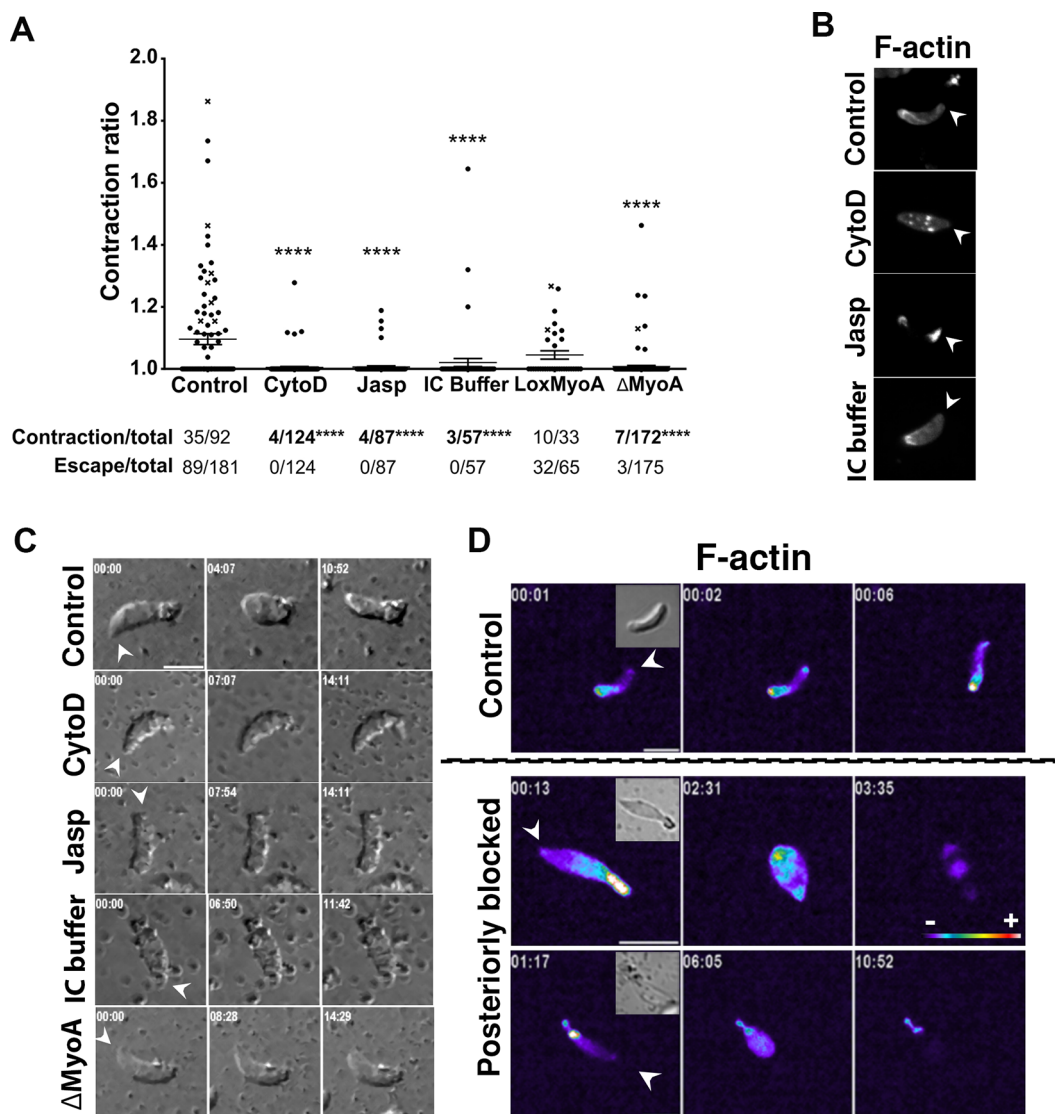 A
Contraction ratio
2.0
1.8
1.6
1.4
1.2
1.0
****
****
****
****
Control CytoD Jasp IC Buffer LoxMyoA ΔMyoA
Contraction/total 35/92 4/124**** 4/87**** 3/57**** 10/33 7/172****
Escape/total 89/181 0/124 0/87 0/57 32/65 3/175
B
F-actin
Control
CytoD
Jasp
IC buffer
C
Control
00:00 04:07 10:52
CytoD
00:00 07:07 14:11
Jasp
00:00 07:54 14:11
IC buffer
00:00 06:50 11:42
ΔMyoA
00:00 08:28 14:29
D
F-actin
Control
00:01 00:02 00:06
Posteriorly blocked
00:13 02:31 03:35
- +
01:17 06:05 10:52